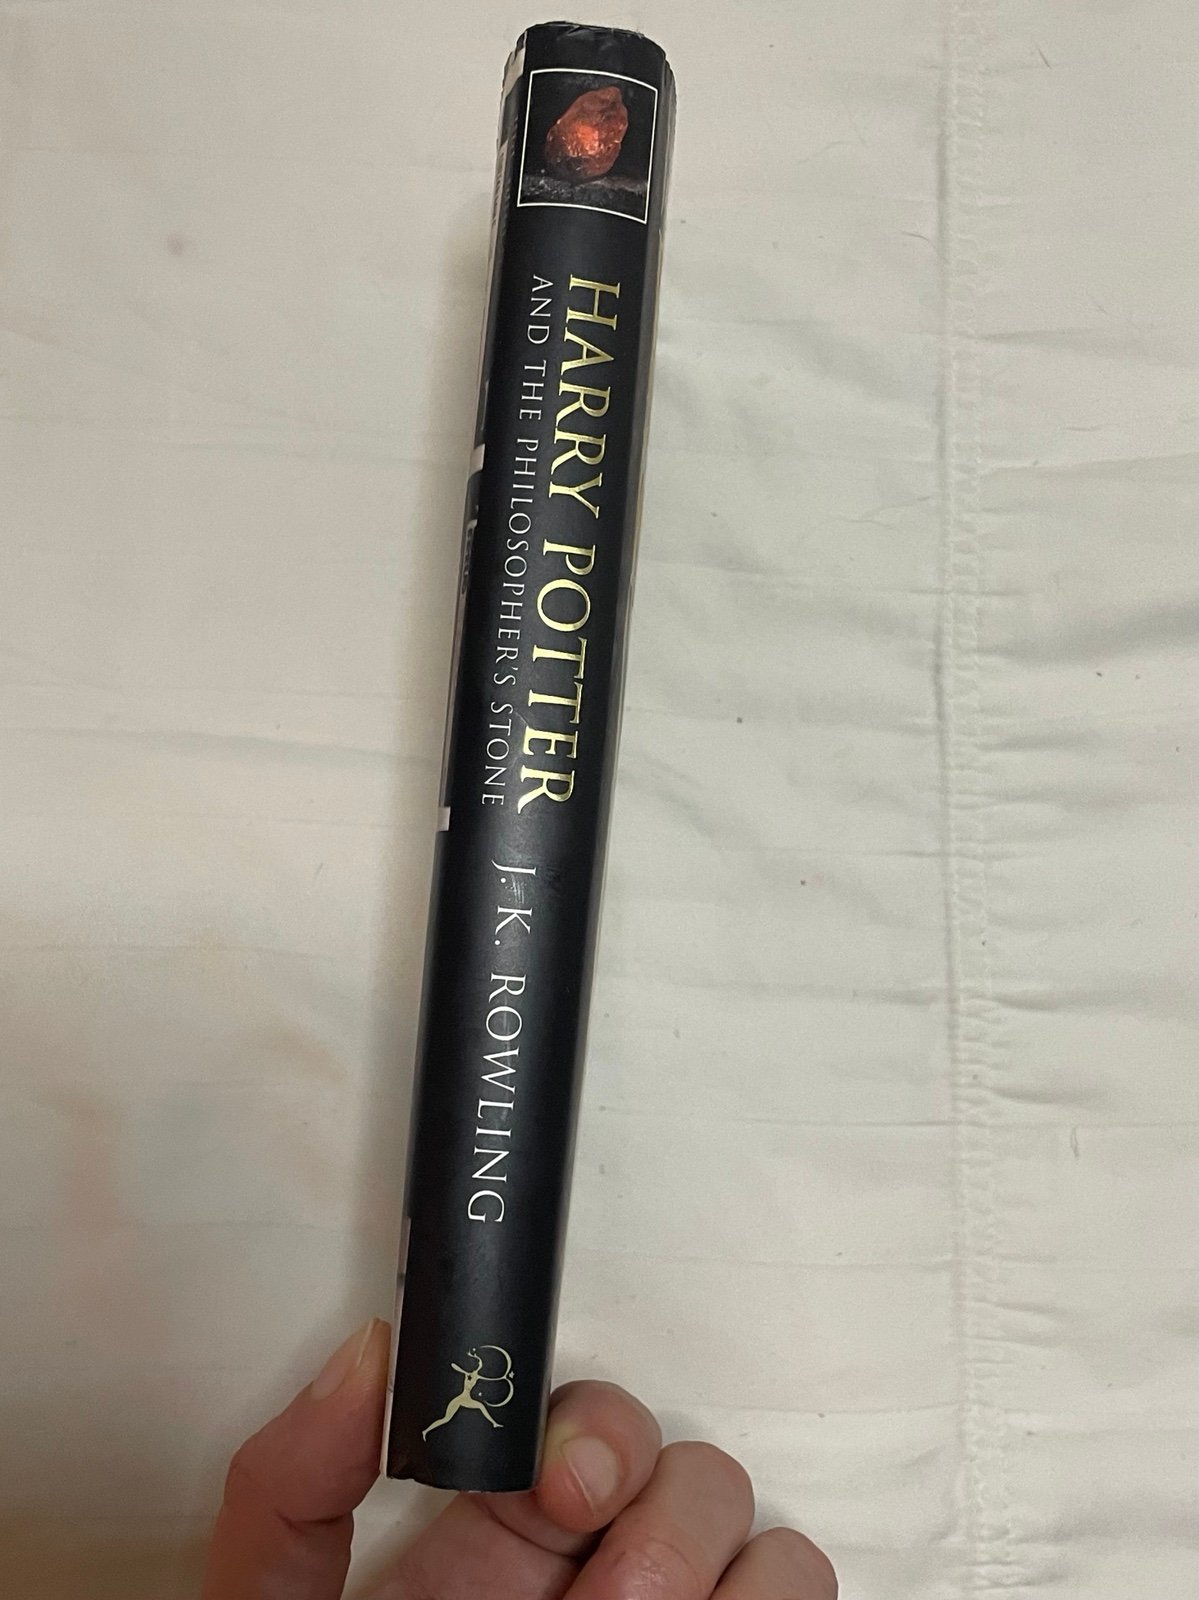 HARRY POTTER
AND THE PHILOSOPHER'S STONE
J. K. ROWLING